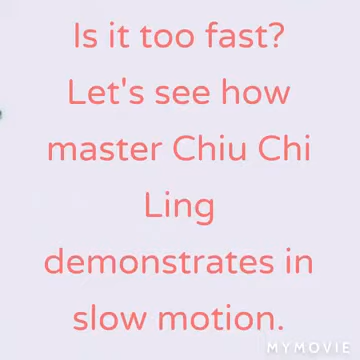 Is it too fast?
Let's see how
master Chiu Chi
Ling
demonstrates in
slow motion.
MYMOVIE